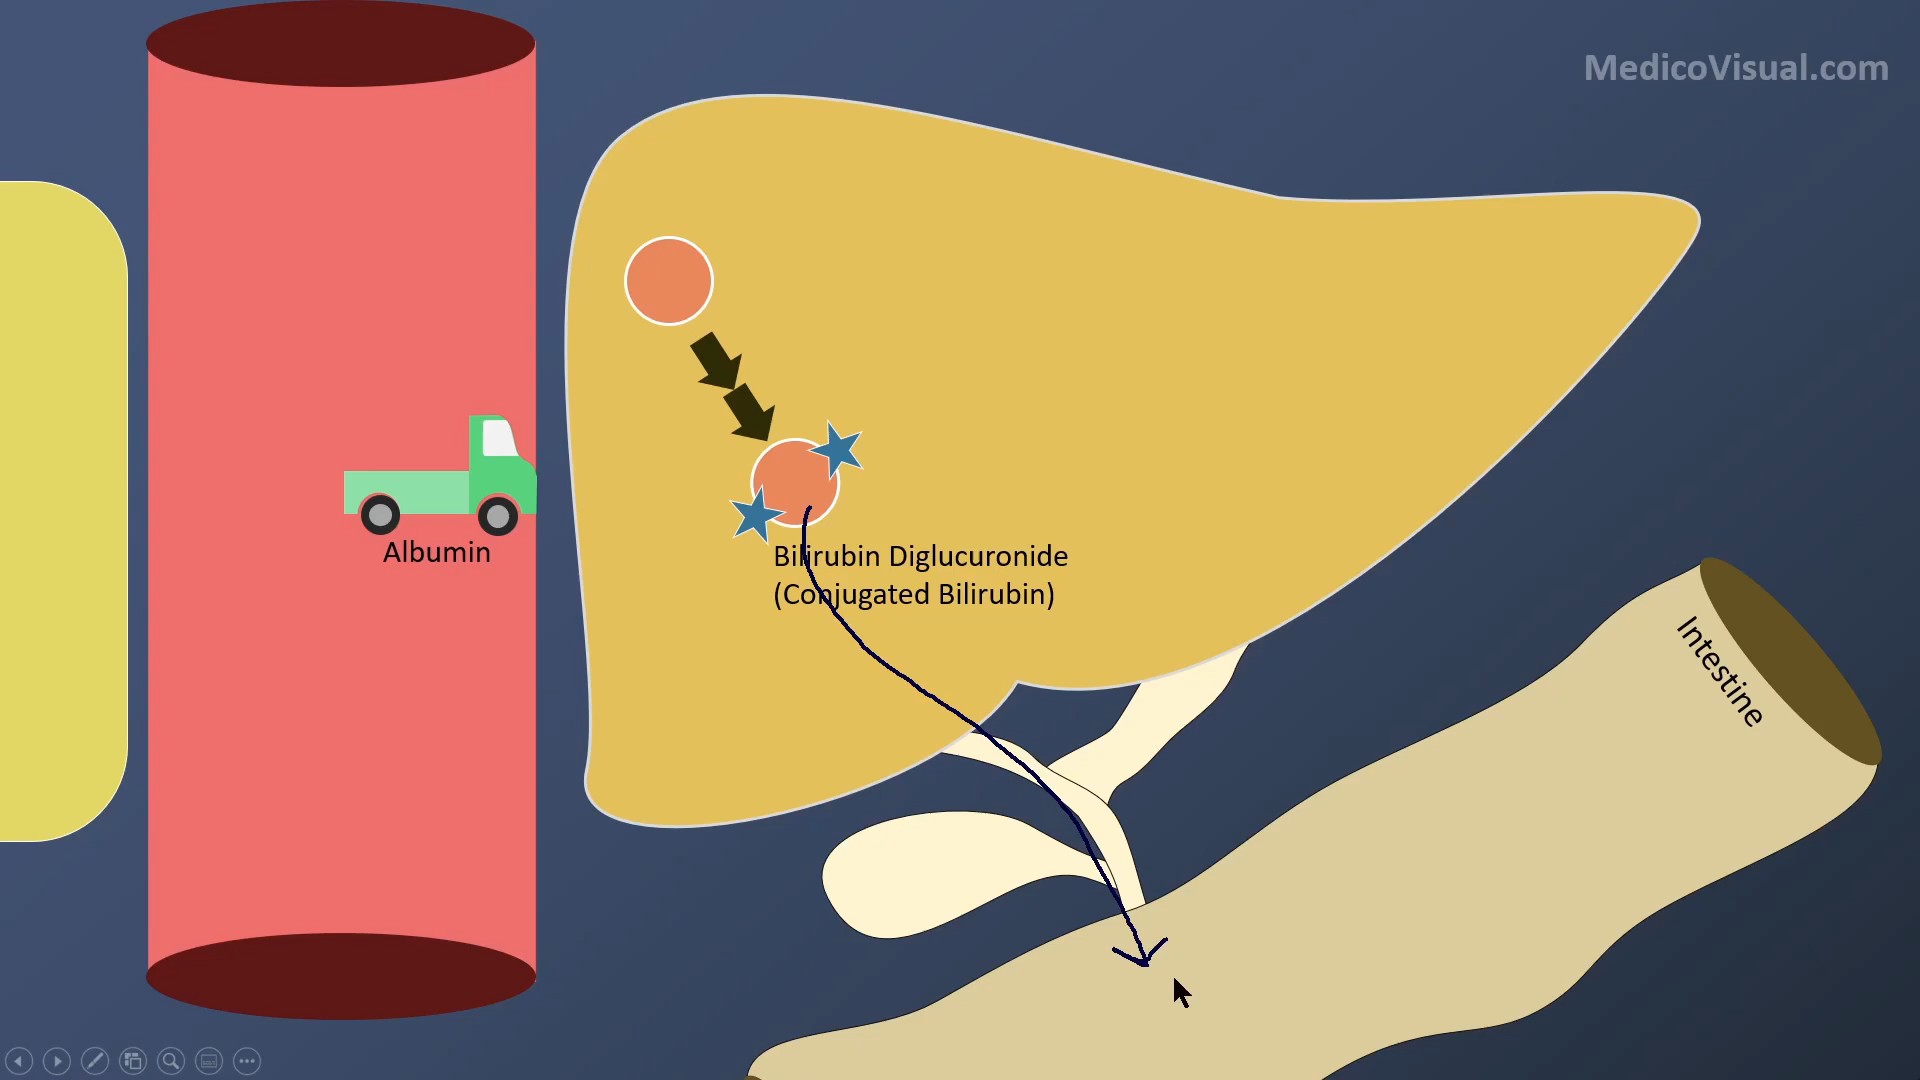 MedicoVisual.com
Albumin
Bilirubin Diglucuronide
(Conjugated Bilirubin)
Intestine